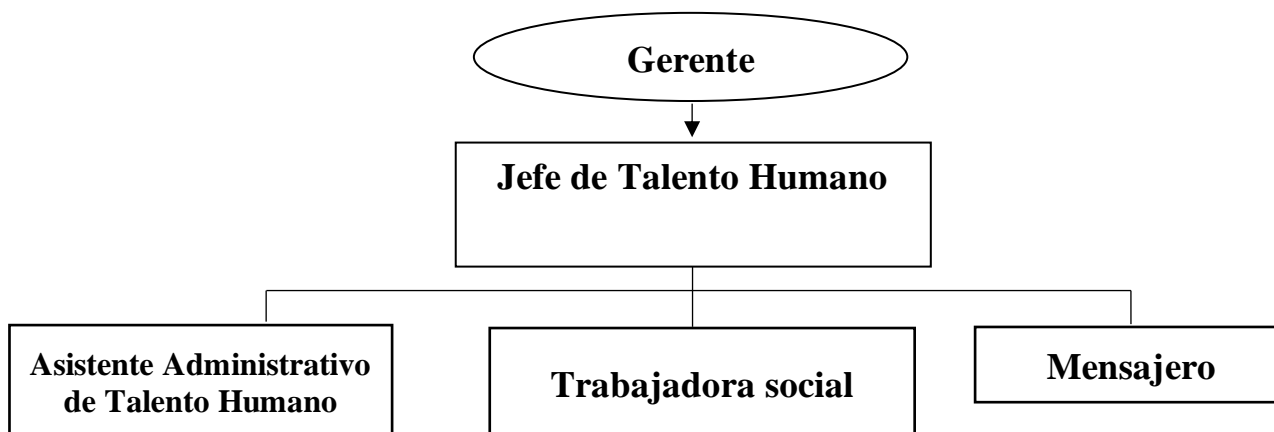 Gerente
Jefe de Talento Humano
Asistente Administrativo
de Talento Humano
Trabajadora social
Mensajero